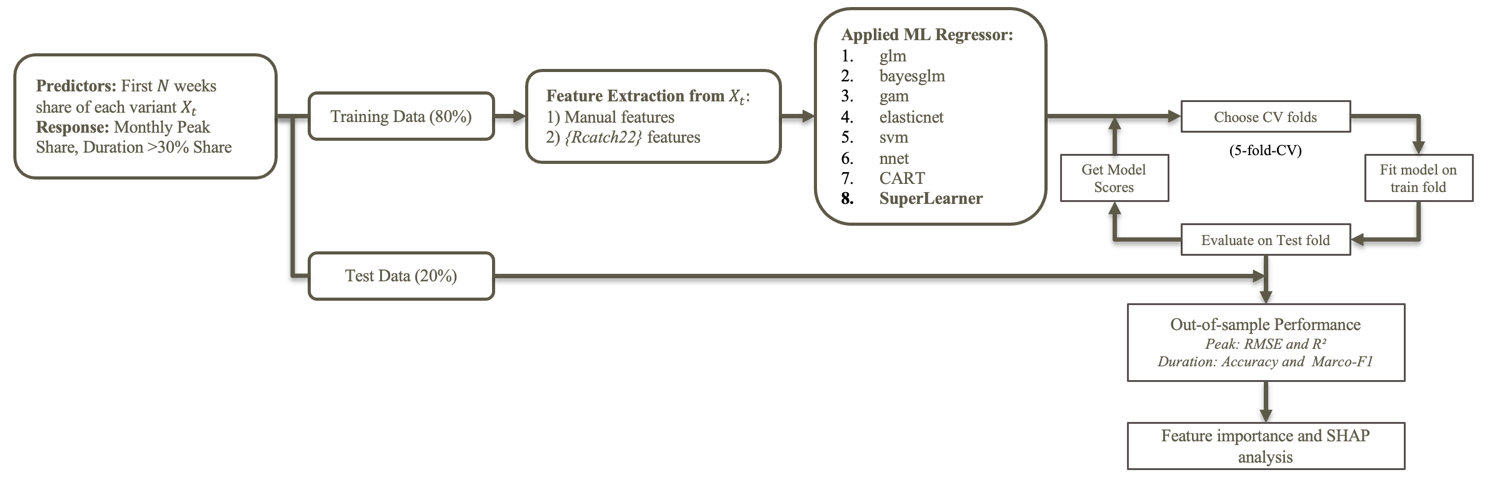 Predictors: First N weeks
share of each variant Xₜ
Response: Monthly Peak
Share, Duration >30% Share
Training Data (80%)
Feature Extraction from Xₜ:
1) Manual features
2) {Rcatch22} features
Applied ML Regressor:
1. glm
2. bayesglm
3. gam
4. elasticnet
5. svm
6. nnet
7. CART
8. SuperLearner
Choose CV folds
(5-fold-CV)
Get Model
Scores
Fit model on
train fold
Evaluate on Test fold
Test Data (20%)
Out-of-sample Performance
Peak: RMSE and R²
Duration: Accuracy and Marco-F1
Feature importance and SHAP
analysis